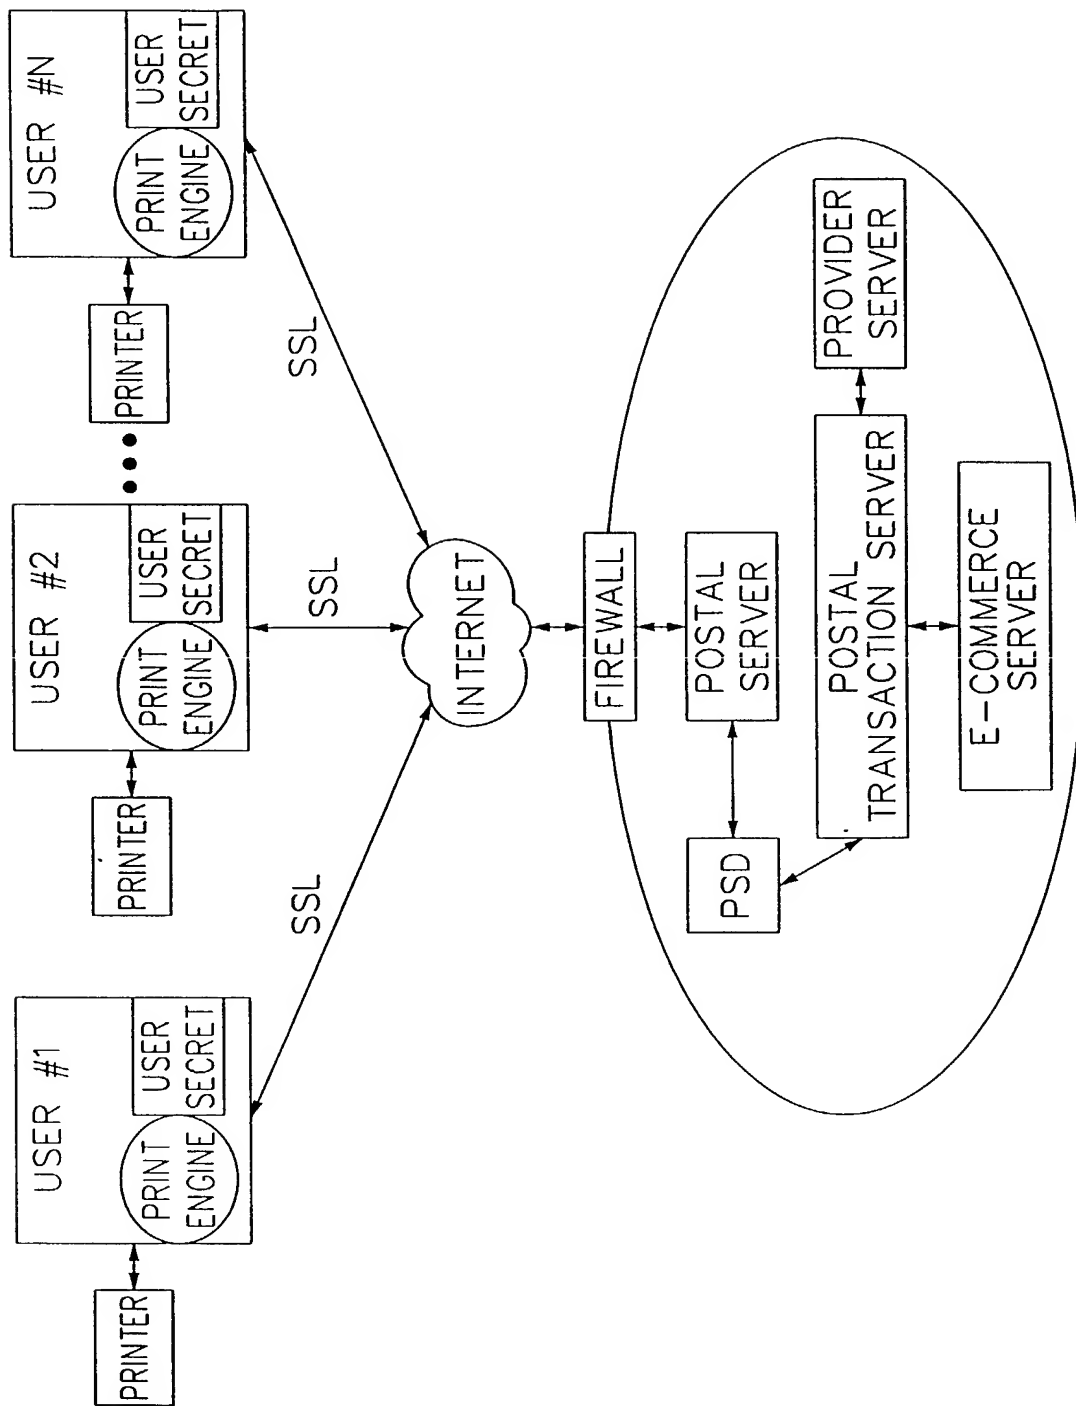 USER #1
PRINT
ENGINE
USER
SECRET
PRINTER
USER #2
PRINT
ENGINE
USER
SECRET
PRINTER
USER #N
PRINT
ENGINE
USER
SECRET
PRINTER
SSL
SSL
SSL
INTERNET
FIREWALL
PSD
POSTAL
SERVER
POSTAL
TRANSACTION SERVER
PROVIDER
SERVER
E-COMMERCE
SERVER